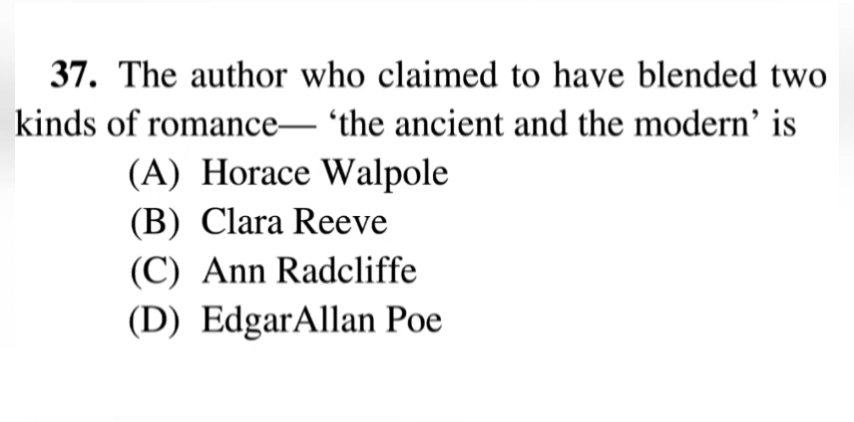 37. The author who claimed to have blended two
kinds of romance— ‘the ancient and the modern’ is
(A) Horace Walpole
(B) Clara Reeve
(C) Ann Radcliffe
(D) EdgarAllan Poe